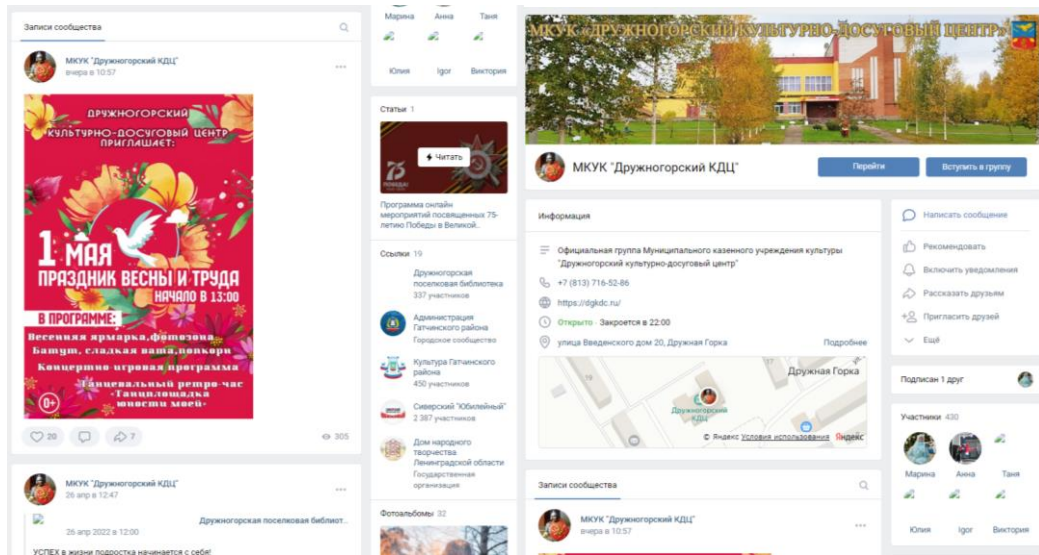 Записи сообщества
МКУК "Дружногорский КДЦ"
вчера в 10:57
ДРУЖНОГОРСКИЙ
КУЛЬТУРНО-ДОСУГОВЫЙ ЦЕНТР
ПРИГЛАШАЕТ:
1 МАЯ
ПРАЗДНИК ВЕСНЫ И ТРУДА
НАЧАЛО В 13:00
В ПРОГРАММЕ:
Весенняя ярмарка,фотозона
Батут, сладкая вата,попкорн
Концертно-игровая программа
Танцевальный ретро-час
«Танцплощадка
юности моей»
0+
20
7
305
МКУК "Дружногорский КДЦ"
26 апр в 12:47
Дружногорская поселковая библиот..
26 апр 2022 в 12:00
УСПЕХ в жизни подростка начинается с себя!
Марина Анна Таня
Юлия Igor Виктория
Статьи 1
75
ПОБЕДА!
Читать
Программа онлайн
мероприятий посвященных 75-
летию Победы в Великой..
Ссылки 19
Дружногорская
поселковая библиотека
337 участников
Администрация
Гатчинского района
Городское сообщество
Культура Гатчинского
района
450 участников
Сиверский "Юбилейный"
2 387 участников
Дом народного
творчества
Ленинградской области
Государственная
организация
Фотоальбомы 32
МКУК «ДРУЖНОГОРСКИЙ КУЛЬТУРНО-ДОСУГОВЫЙ ЦЕНТР»
МКУК "Дружногорский КДЦ"
Перейти
Вступить в группу
Информация
Официальная группа Муниципального казенного учреждения культуры
"Дружногорский культурно-досуговый центр"
+7 (813) 716-52-86
https://dgkdc.ru/
Открыто · Закроется в 22:00
улица Введенского дом 20, Дружная Горка
Подробнее
19
17
Дружная Горка
Дружногорский
КДЦ
© Яндекс Условия использования Яндекс
Записи сообщества
МКУК "Дружногорский КДЦ"
вчера в 10:57
Написать сообщение
Рекомендовать
Включить уведомления
Рассказать друзьям
Пригласить друзей
Ещё
Подписан 1 друг
Участники 430
Марина Анна Таня
Юлия Igor Виктория